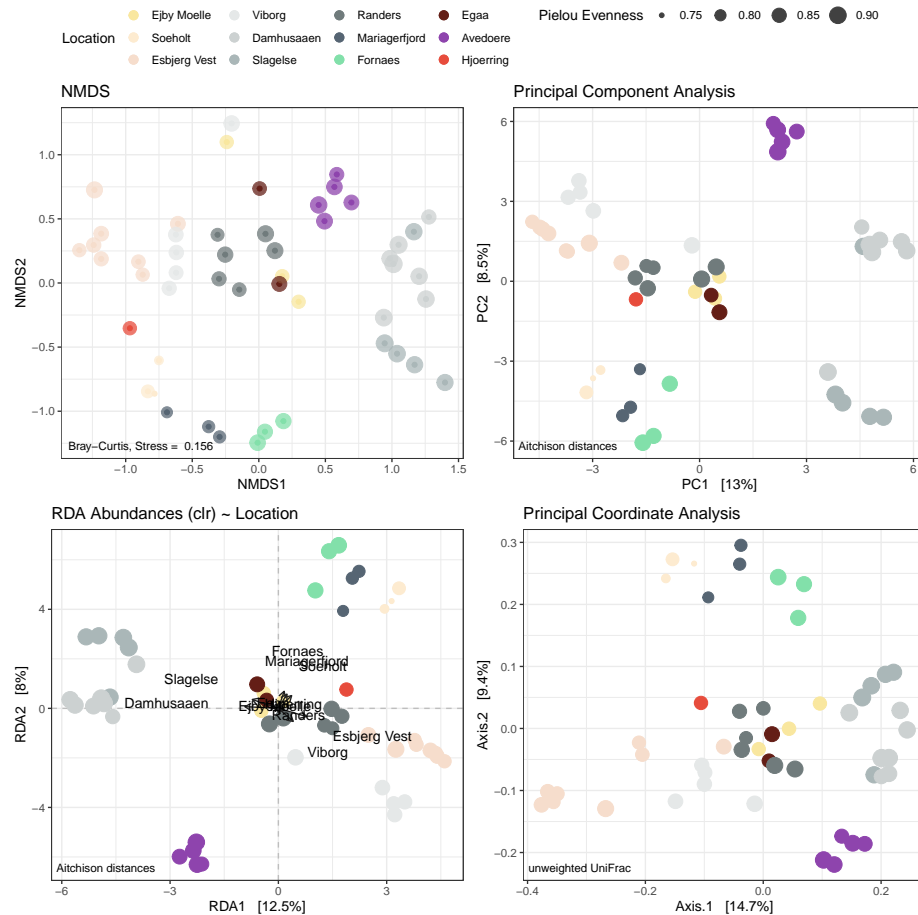 Location
Ejby Moelle
Soeholt
Esbjerg Vest
Viborg
Damhusaaen
Slagelse
Randers
Mariagerfjord
Fornaes
Egaa
Avedoere
Hjoerring
Pielou Evenness
0.75
0.80
0.85
0.90
NMDS
1.0
0.5
0.0
−0.5
−1.0
NMDS2
Bray−Curtis, Stress = 0.156
−1.0
−0.5
0.0
0.5
1.0
1.5
NMDS1
Principal Component Analysis
6
3
0
−3
−6
PC2 [8.5%]
Aitchison distances
−3
0
3
6
PC1 [13%]
RDA Abundances (clr) ~ Location
4
0
−4
RDA2 [8%]
Fornaes
Mariagerfjord
Soeholt
Slagelse
Damhusaaen
Randers
Esbjerg Vest
Viborg
Aitchison distances
−6
−3
0
3
RDA1 [12.5%]
Principal Coordinate Analysis
0.3
0.2
0.1
0.0
−0.1
−0.2
Axis.2 [9.4%]
unweighted UniFrac
−0.4
−0.2
0.0
0.2
Axis.1 [14.7%]